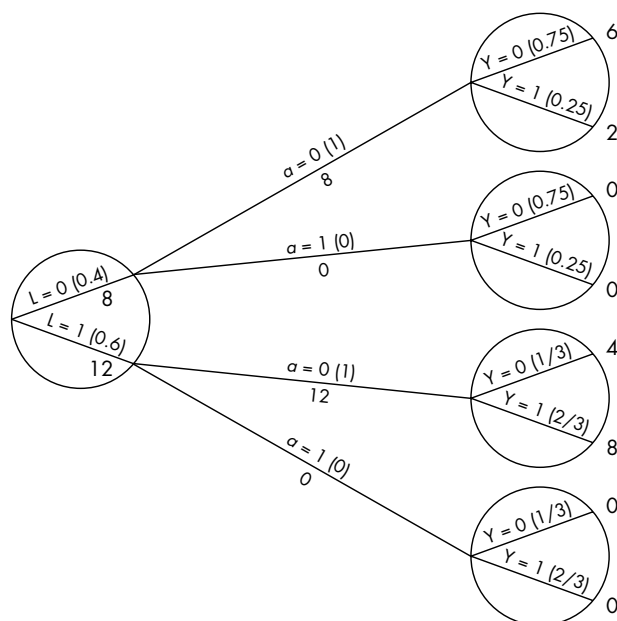 6
Y = 0 (0.75)
Y = 1 (0.25)
2
a = 0 (1)
8
0
Y = 0 (0.75)
Y = 1 (0.25)
0
a = 1 (0)
0
L = 0 (0.4)
8
L = 1 (0.6)
12
4
Y = 0 (1/3)
Y = 1 (2/3)
8
a = 0 (1)
12
a = 1 (0)
0
0
Y = 0 (1/3)
Y = 1 (2/3)
0